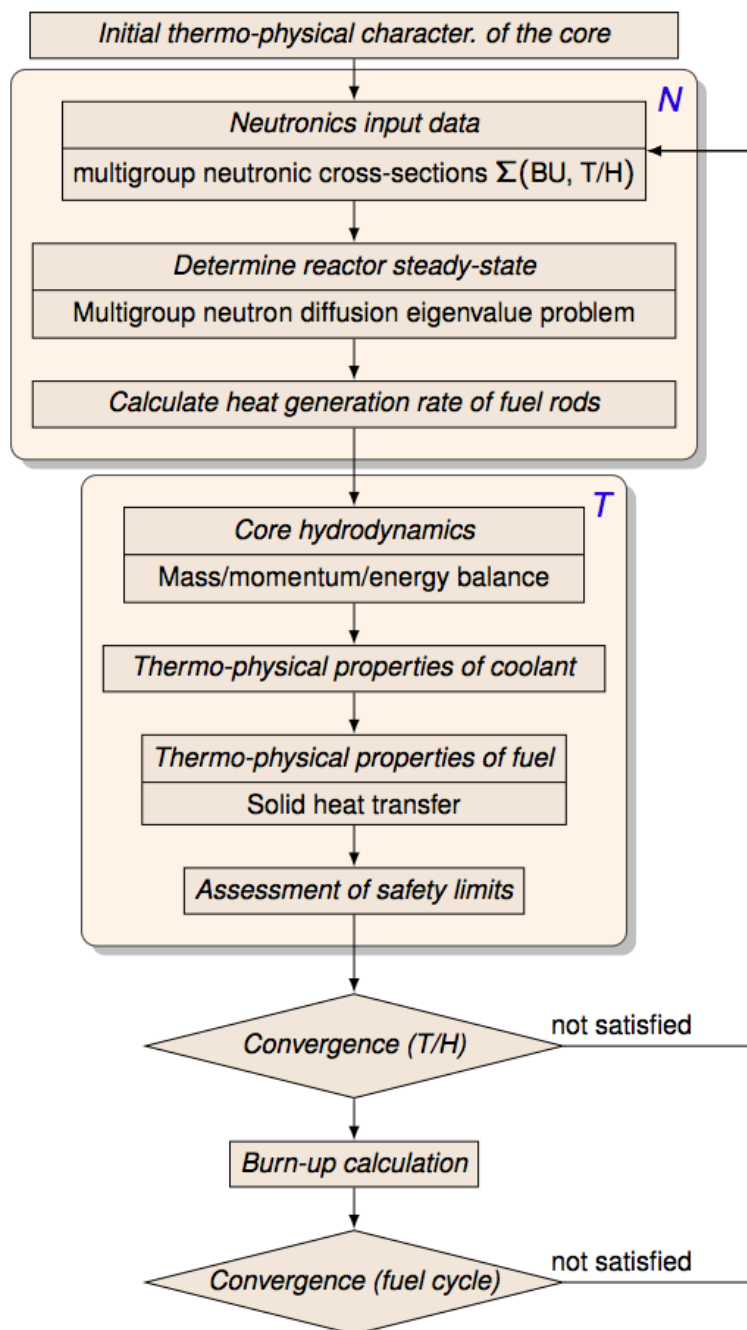 Initial thermo-physical character. of the core
N
Neutronics input data
multigroup neutronic cross-sections Σ(BU, T/H)
Determine reactor steady-state
Multigroup neutron diffusion eigenvalue problem
Calculate heat generation rate of fuel rods
T
Core hydrodynamics
Mass/momentum/energy balance
Thermo-physical properties of coolant
Thermo-physical properties of fuel
Solid heat transfer
Assessment of safety limits
Convergence (T/H)
not satisfied
Burn-up calculation
Convergence (fuel cycle)
not satisfied